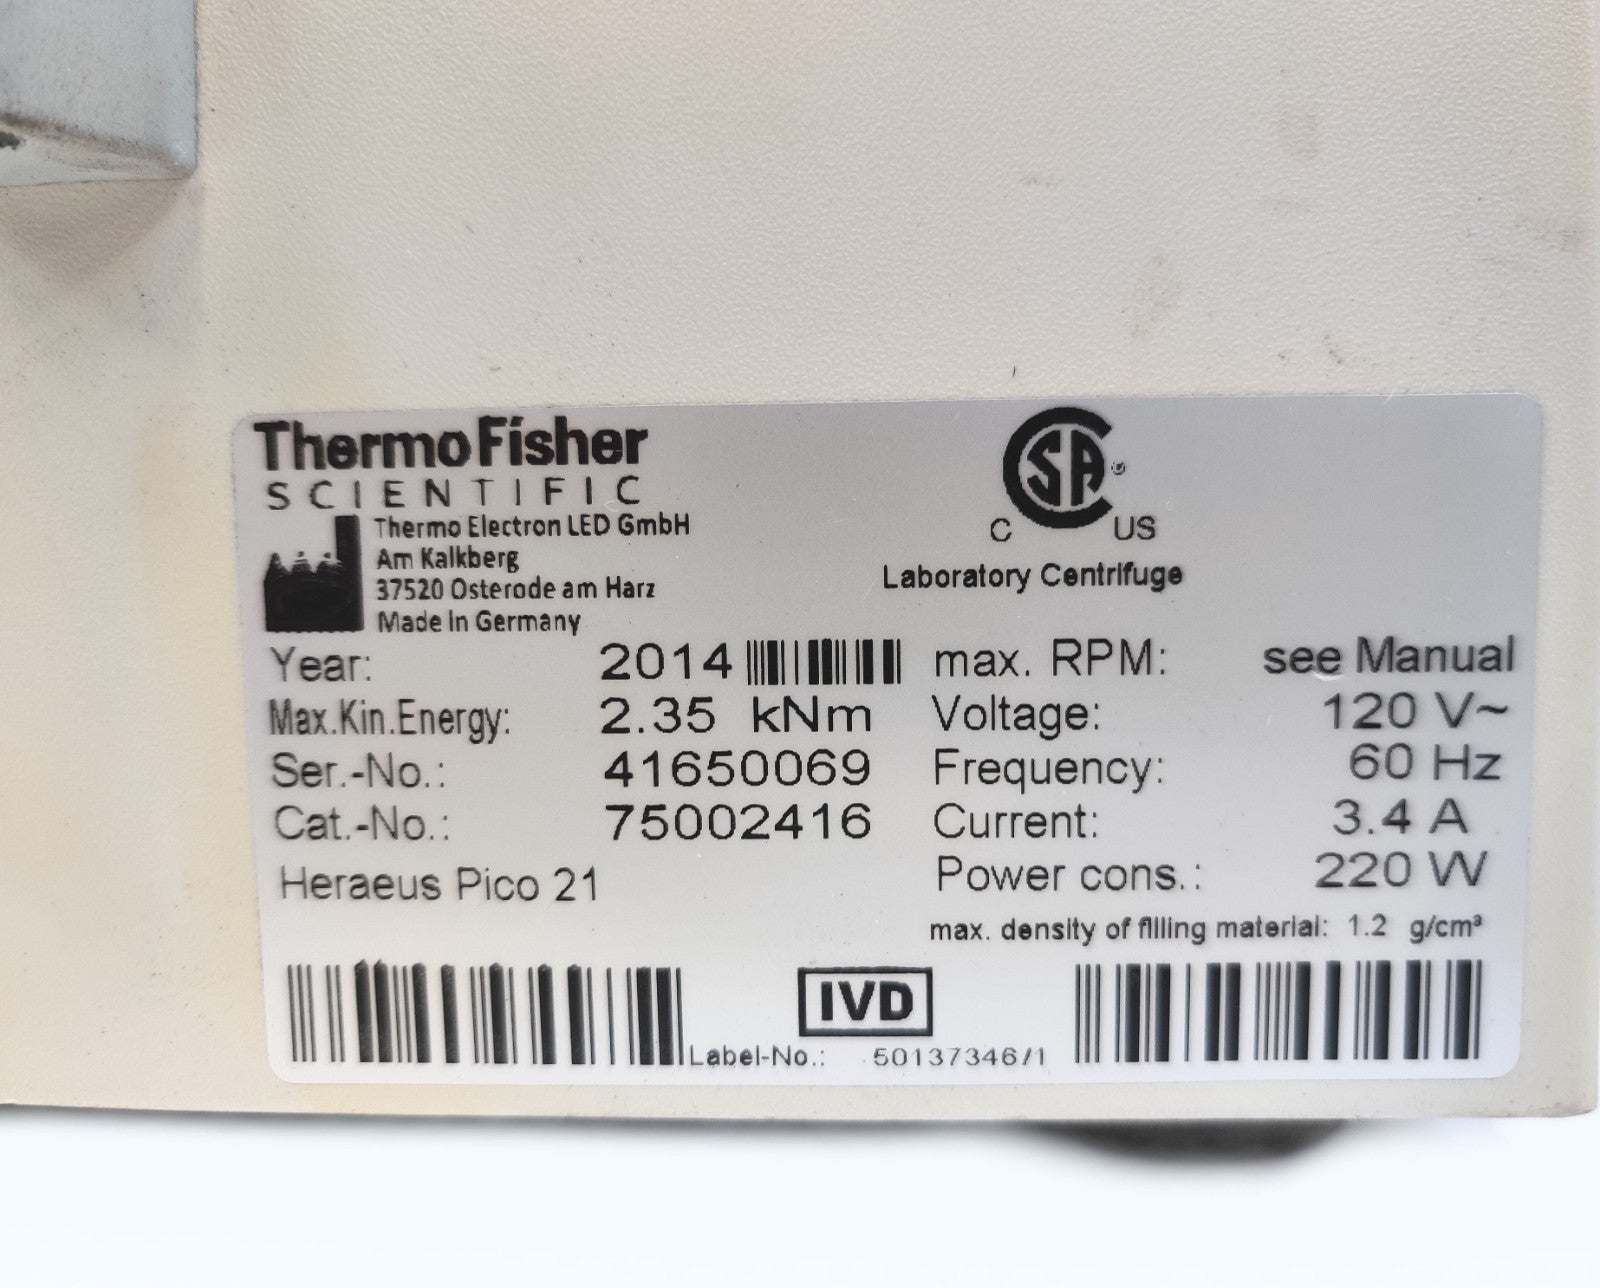 ThermoFisher
SCIENTIFIC
Thermo Electron LED GmbH
Am Kalkberg
37520 Osterode am Harz
Made in Germany
CSA ®
C US
Laboratory Centrifuge
Year: 2014
Max.Kin.Energy: 2.35 kNm
Ser.-No.: 41650069
Cat.-No.: 75002416
Heraeus Pico 21
max. RPM: see Manual
Voltage: 120 V~
Frequency: 60 Hz
Current: 3.4 A
Power cons.: 220 W
max. density of filling material: 1.2 g/cm³
IVD
Label-No.: 50137346/1